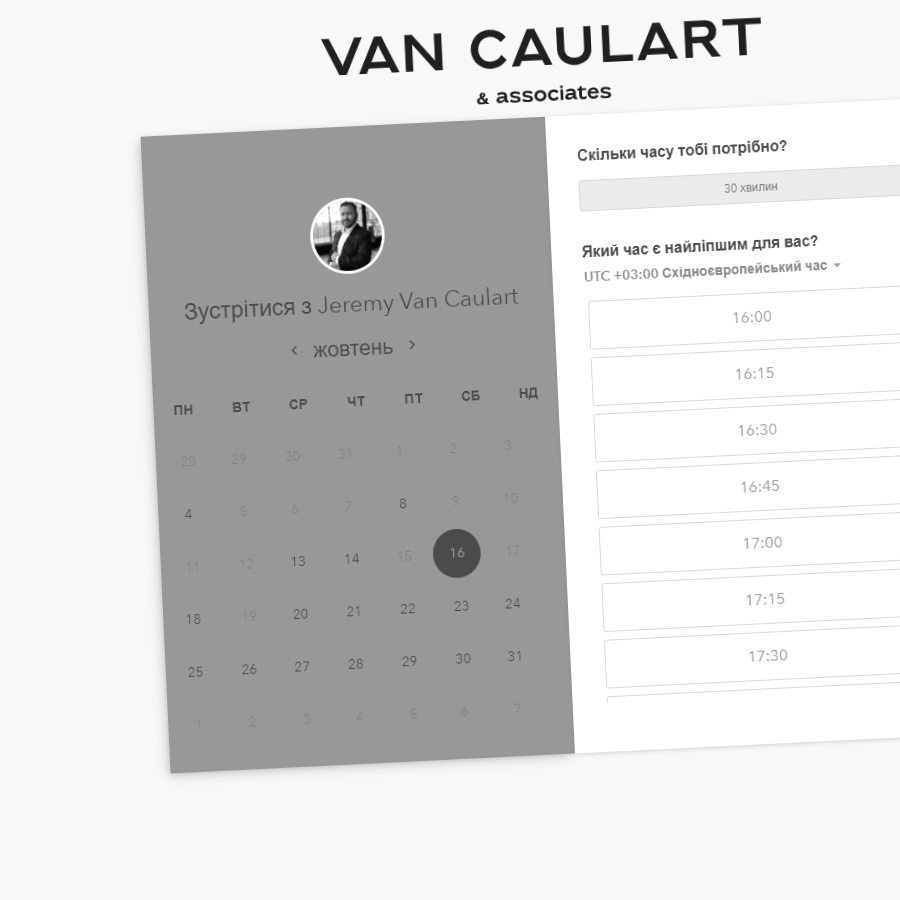 VAN CAULART
& associates
Зустрітися з Jeremy Van Caulart
‹ жовтень ›
ПН ВТ СР ЧТ ПТ СБ НД
28 29 30 31 1 2 3
4 5 6 7 8 9 10
11 12 13 14 15 16 17
18 19 20 21 22 23 24
25 26 27 28 29 30 31
1 2 3 4 5 6 7
Скільки часу тобі потрібно?
30 хвилин
Який час є найліпшим для вас?
UTC +03:00 Східноєвропейський час
16:00
16:15
16:30
16:45
17:00
17:15
17:30